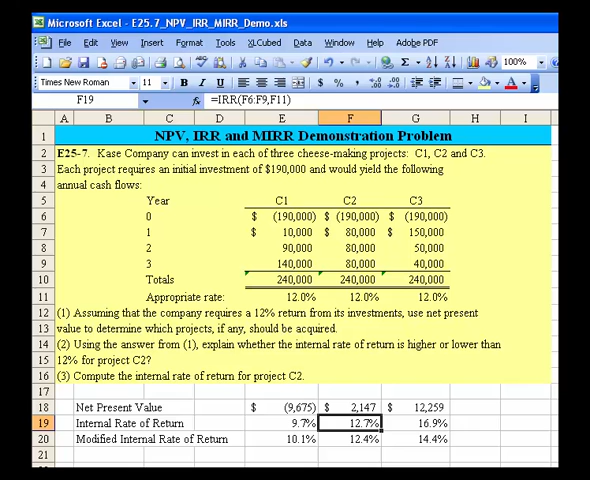 Microsoft Excel - E25.7_NPV_IRR_MIRR_Demo.xls
File Edit View Insert Format Tools XLCubed Data Window Help Adobe PDF
100%
Times New Roman 11 B I U $ %
F19 fx =IRR(F6:F9,F11)
A B C D E F G H I
1 NPV, IRR and MIRR Demonstration Problem
2 E25-7. Kase Company can invest in each of three cheese-making projects: C1, C2 and C3.
3 Each project requires an initial investment of $190,000 and would yield the following
4 annual cash flows:
5 Year C1 C2 C3
6 0 $ (190,000) $ (190,000) $ (190,000)
7 1 $ 10,000 $ 80,000 $ 150,000
8 2 90,000 80,000 50,000
9 3 140,000 80,000 40,000
10 Totals 240,000 240,000 240,000
11 Appropriate rate: 12.0% 12.0% 12.0%
12 (1) Assuming that the company requires a 12% return from its investments, use net present
13 value to determine which projects, if any, should be acquired.
14 (2) Using the answer from (1), explain whether the internal rate of return is higher or lower than
15 12% for project C2?
16 (3) Compute the internal rate of return for project C2.
17
18 Net Present Value $ (9,675) $ 2,147 $ 12,259
19 Internal Rate of Return 9.7% 12.7% 16.9%
20 Modified Internal Rate of Return 10.1% 12.4% 14.4%
21